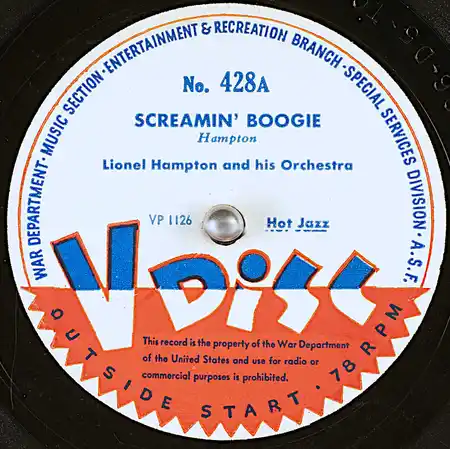 WAR DEPARTMENT · MUSIC SECTION · ENTERTAINMENT & RECREATION BRANCH · SPECIAL SERVICES DIVISION · A.S.F.
No. 428A
SCREAMIN' BOOGIE
Hampton
Lionel Hampton and his Orchestra
VP 1126
Hot Jazz
V DISC
This record is the property of the War Department
of the United States and use for radio or
commercial purposes is prohibited.
OUTSIDE START · 78 RPM